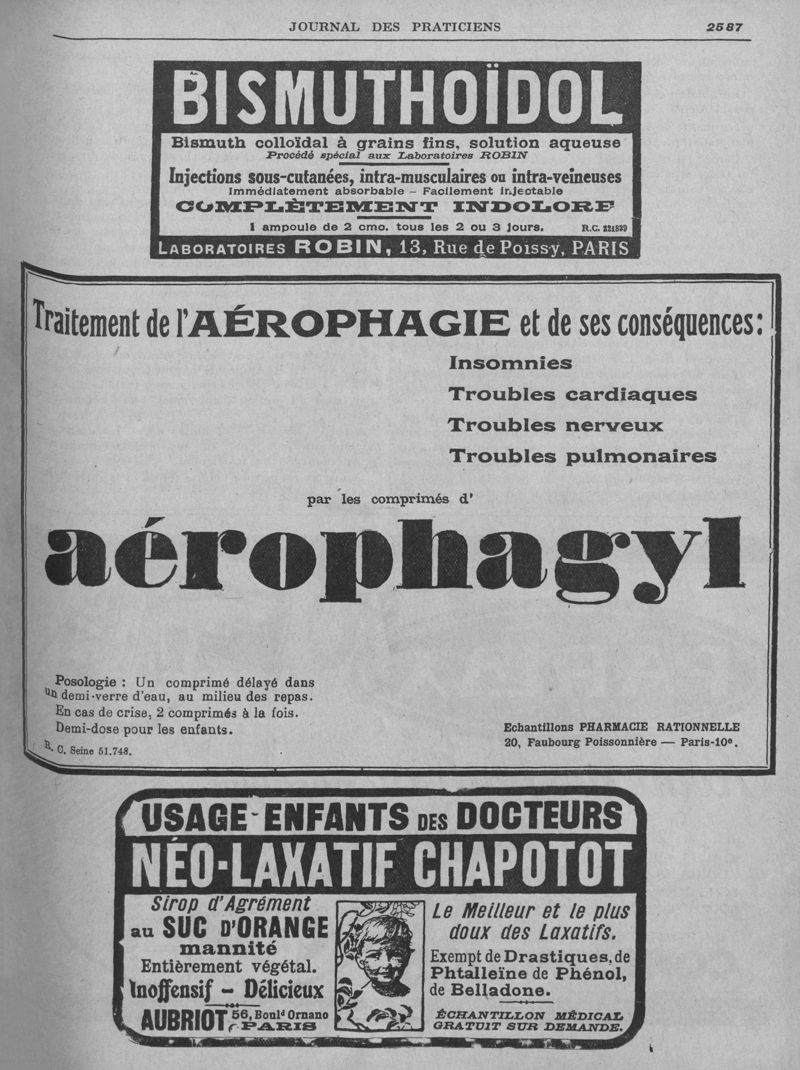 JOURNAL DES PRATICIENS 2587
BISMUTHOÏDOL
Bismuth colloïdal à grains fins, solution aqueuse
Procédé spécial aux Laboratoires ROBIN
Injections sous-cutanées, intra-musculaires ou intra-veineuses
Immédiatement absorbable – Facilement injectable
COMPLÈTEMENT INDOLORE
1 ampoule de 2 cmc. tous les 2 ou 3 jours. R.C. 221839
LABORATOIRES ROBIN, 13, Rue de Poissy, PARIS
Traitement de l'AÉROPHAGIE et de ses conséquences:
Insomnies
Troubles cardiaques
Troubles nerveux
Troubles pulmonaires
par les comprimés d'
aérophagyl
Posologie : Un comprimé délayé dans
un demi-verre d'eau, au milieu des repas.
En cas de crise, 2 comprimés à la fois.
Demi-dose pour les enfants.
R. C. Seine 51.748.
Echantillons PHARMACIE RATIONNELLE
20, Faubourg Poissonnière — Paris-10e.
USAGE-ENFANTS DES DOCTEURS
NÉO-LAXATIF CHAPOTOT
Sirop d'Agrément
au SUC D'ORANGE
mannité
Entièrement végétal.
Inoffensif – Délicieux
AUBRIOT 56, Bould Ornano
PARIS
Le Meilleur et le plus
doux des Laxatifs.
Exempt de Drastiques, de
Phtalleïne de Phénol,
de Belladone.
ÉCHANTILLON MÉDICAL
GRATUIT SUR DEMANDE.